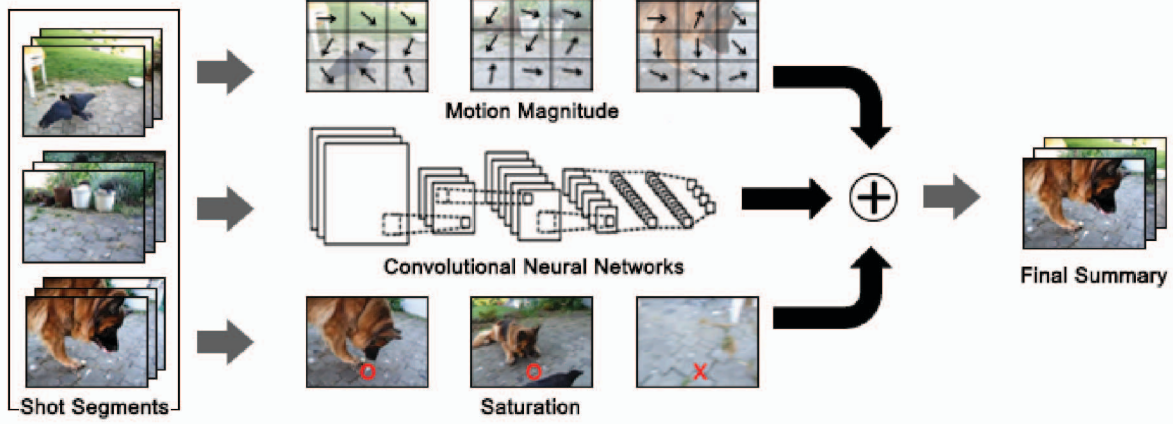 Motion Magnitude
Convolutional Neural Networks
O O X
Saturation
Shot Segments
Final Summary